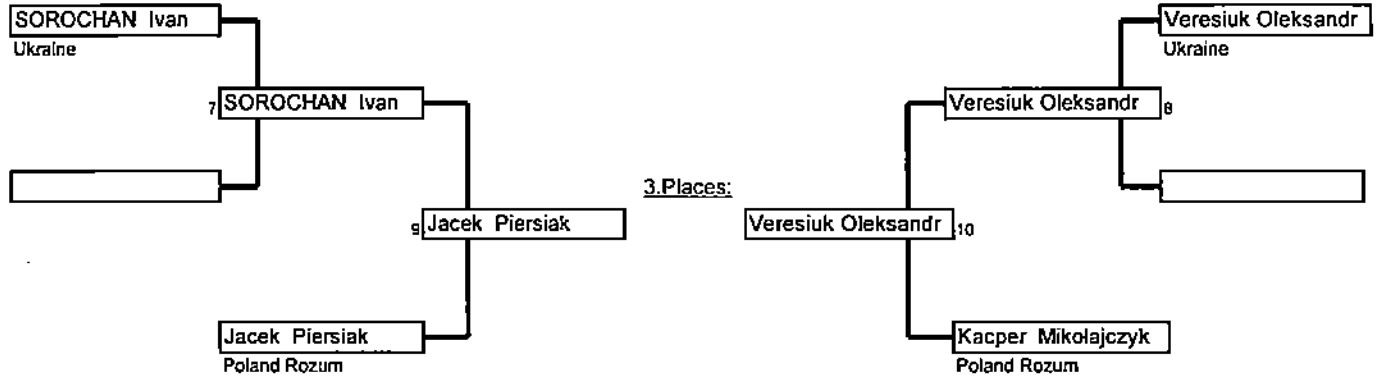 SOROCHAN Ivan
Ukraine
7 SOROCHAN Ivan
9 Jacek Piersiak
Jacek Piersiak
Poland Rozum
3.Places:
Veresiuk Oleksandr
Ukraine
Veresiuk Oleksandr 8
Veresiuk Oleksandr 10
Kacper Mikołajczyk
Poland Rozum